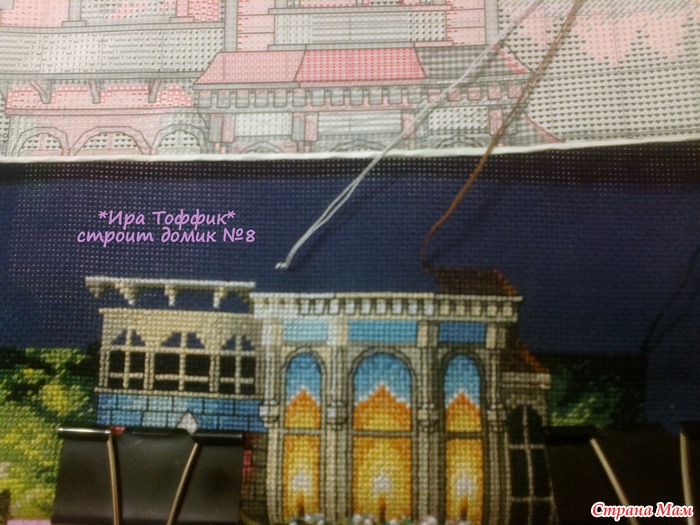 *Ира Тоффик*
строит домик №8
Страна Мам